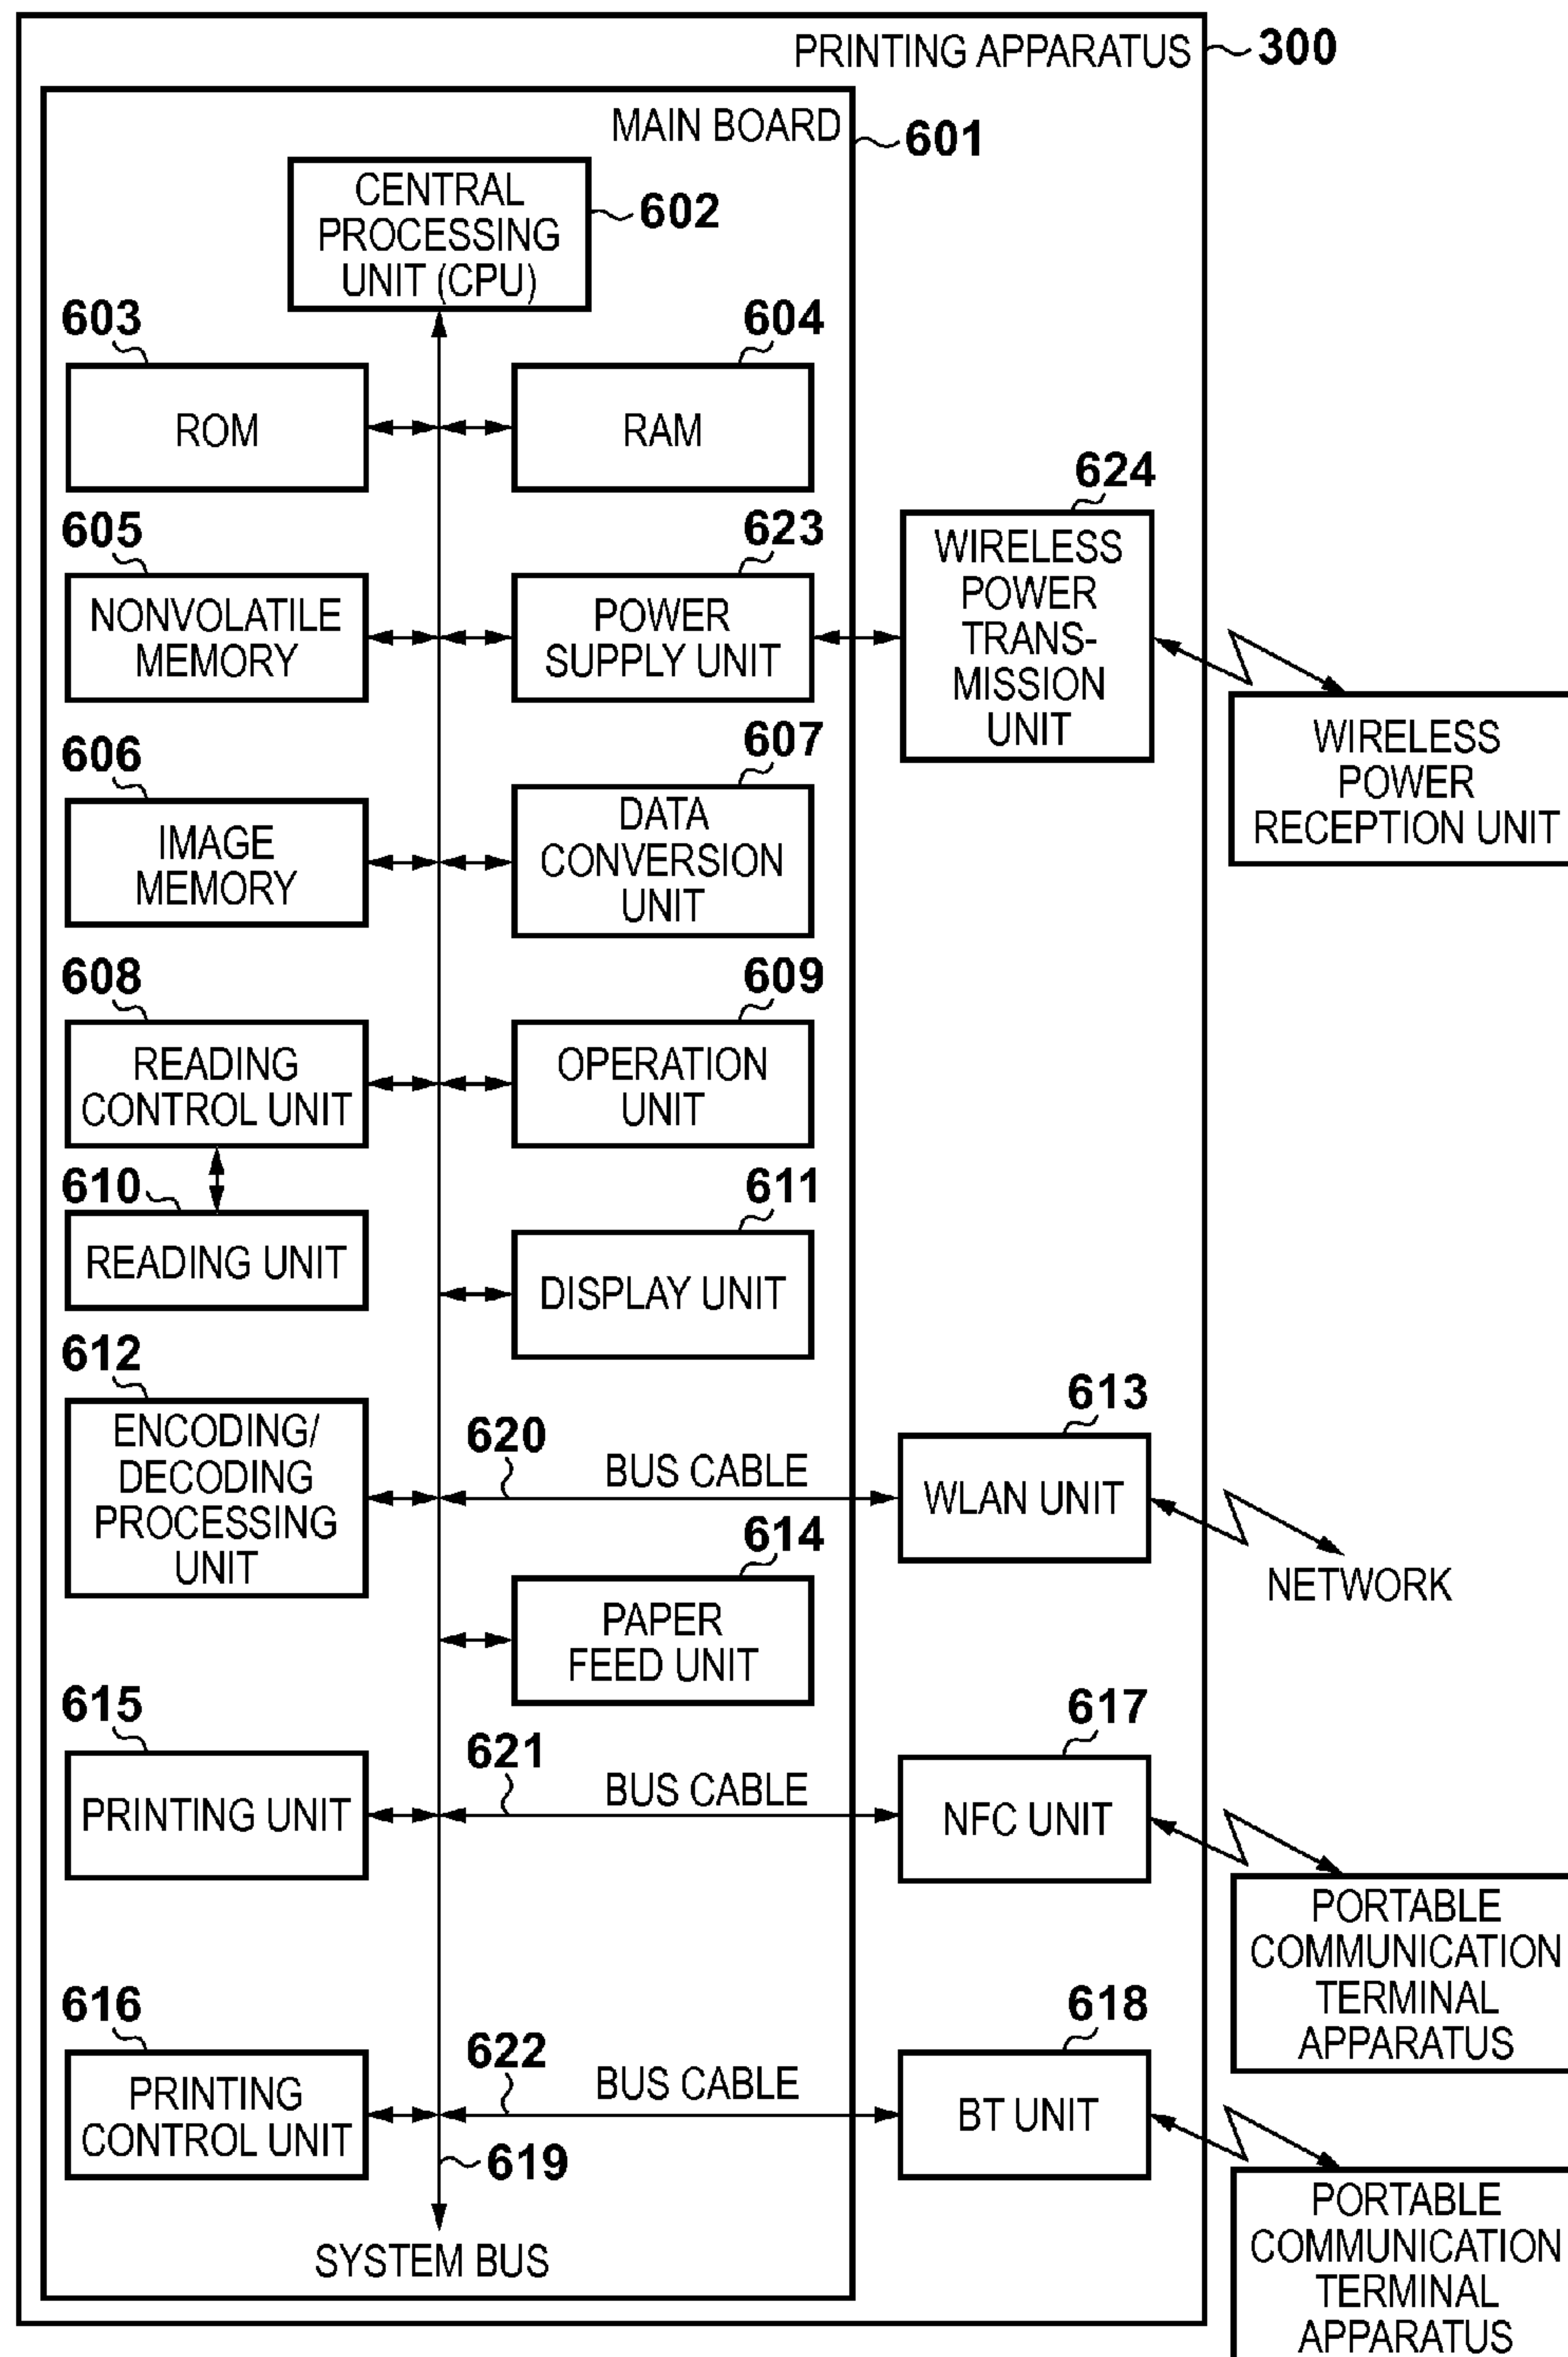 PRINTING APPARATUS
300
MAIN BOARD
601
CENTRAL
PROCESSING
UNIT (CPU)
602
603
ROM
604
RAM
605
NONVOLATILE
MEMORY
623
POWER
SUPPLY UNIT
624
WIRELESS
POWER
TRANS-
MISSION
UNIT
WIRELESS
POWER
RECEPTION UNIT
606
IMAGE
MEMORY
607
DATA
CONVERSION
UNIT
608
READING
CONTROL UNIT
609
OPERATION
UNIT
610
READING UNIT
611
DISPLAY UNIT
612
ENCODING/
DECODING
PROCESSING
UNIT
620
BUS CABLE
613
WLAN UNIT
NETWORK
614
PAPER
FEED UNIT
615
PRINTING UNIT
621
BUS CABLE
617
NFC UNIT
PORTABLE
COMMUNICATION
TERMINAL
APPARATUS
616
PRINTING
CONTROL UNIT
622
BUS CABLE
618
BT UNIT
PORTABLE
COMMUNICATION
TERMINAL
APPARATUS
619
SYSTEM BUS